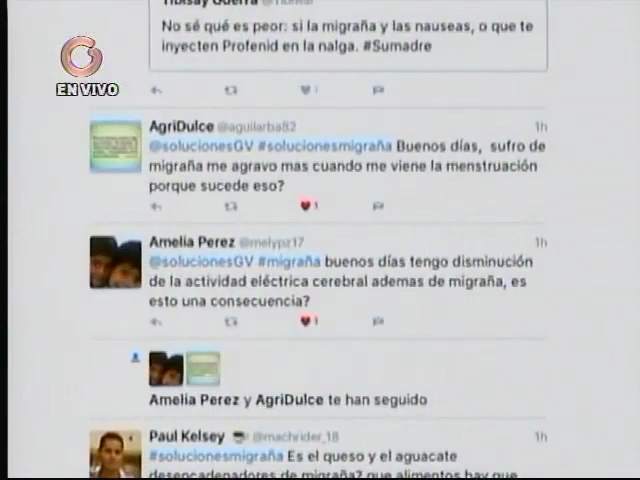 Tibisay Guerra
No sé qué es peor: si la migraña y las nauseas, o que te
inyecten Profenid en la nalga. #Sumadre
EN VIVO
1
AgriDulce @aguilarba82 1h
@solucionesGV #solucionesmigraña Buenos días, sufro de
migraña me agravo mas cuando me viene la menstruación
porque sucede eso?
1
Amelia Perez @melypz17 1h
@solucionesGV #migraña buenos días tengo disminución
de la actividad eléctrica cerebral ademas de migraña, es
esto una consecuencia?
1
Amelia Perez y AgriDulce te han seguido
Paul Kelsey @machrider_18 1h
#solucionesmigraña Es el queso y el aguacate
desencadenadores de migraña? que alimentos hay que